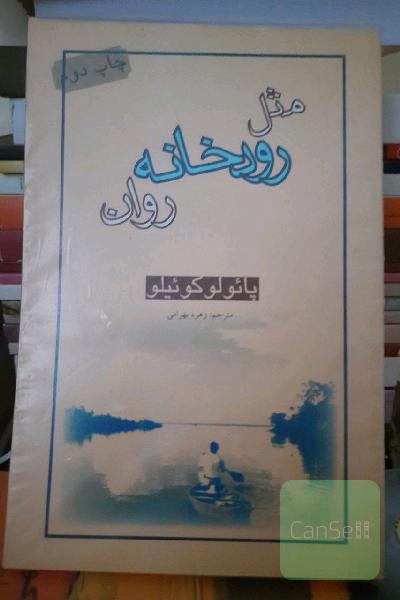 چاپ دوم
مثل
رودخانه
روان
پائولو کوئیلو
مترجم: زهره بهرامی
CanSell